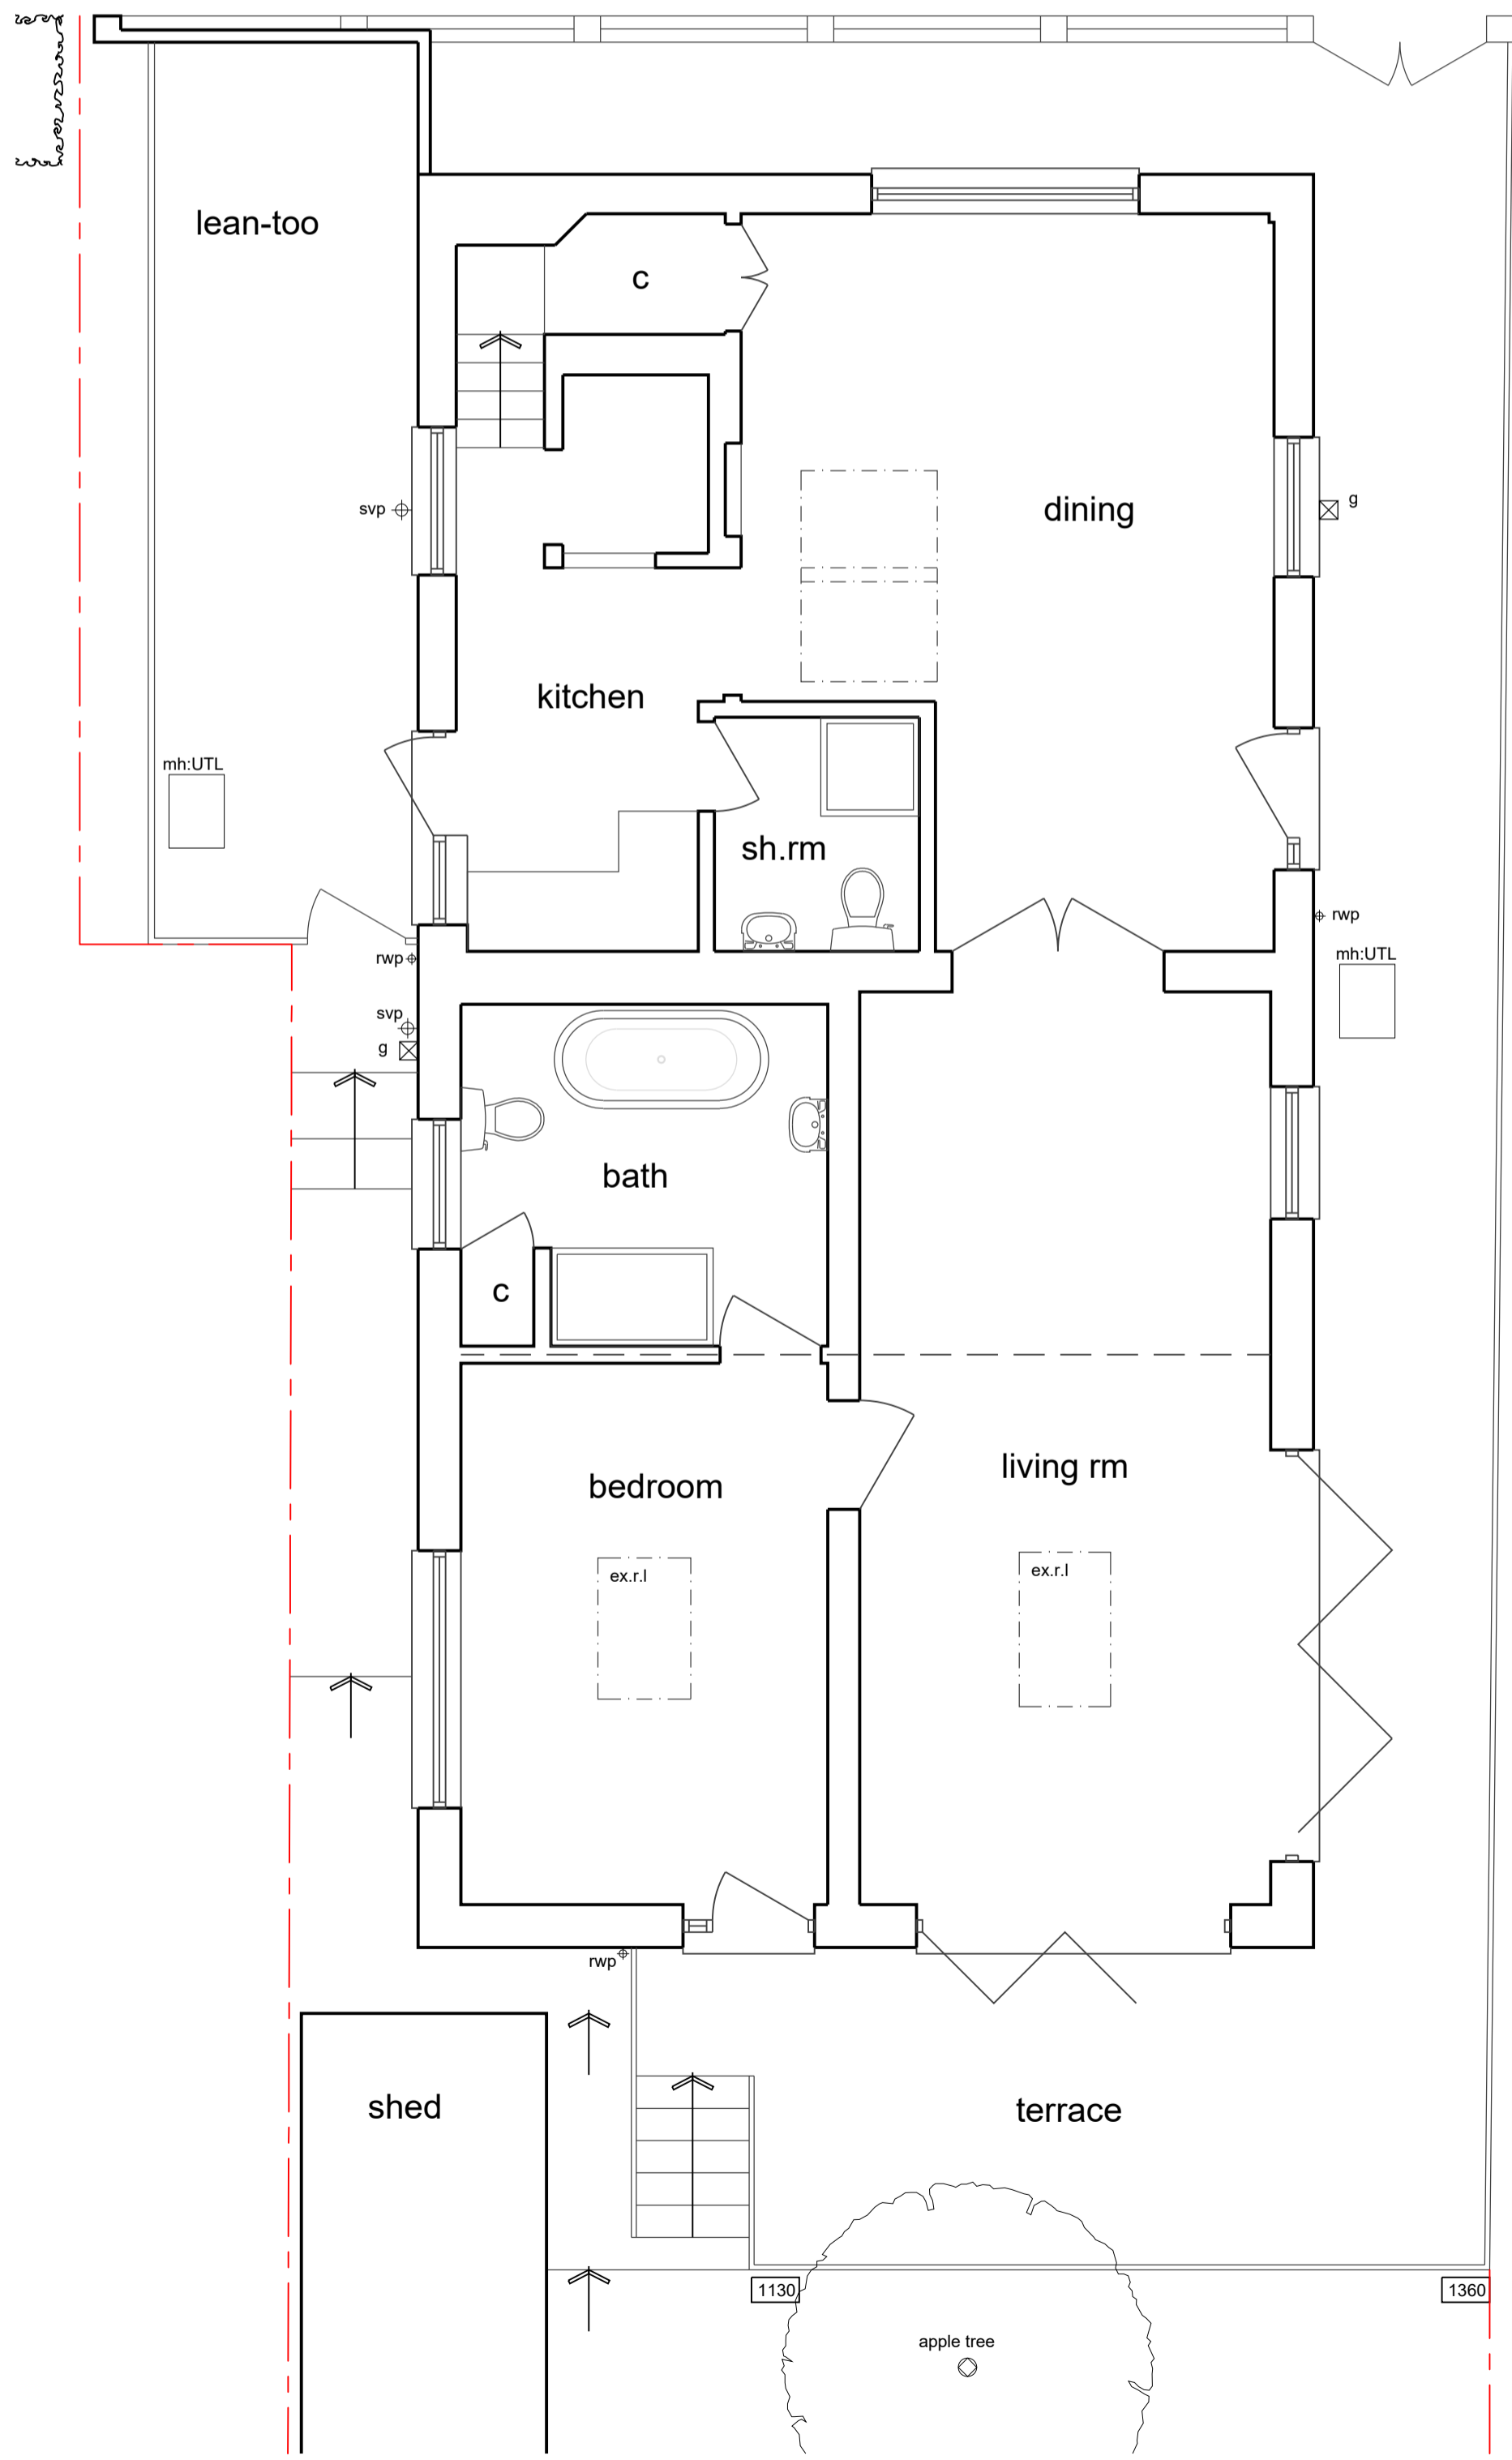 lean-too
c
svp
dining
g
kitchen
mh:UTL
sh.rm
rwp
rwp
mh:UTL
svp
g
bath
c
living rm
bedroom
ex.r.l
ex.r.l
rwp
shed
terrace
1130
1360
apple tree